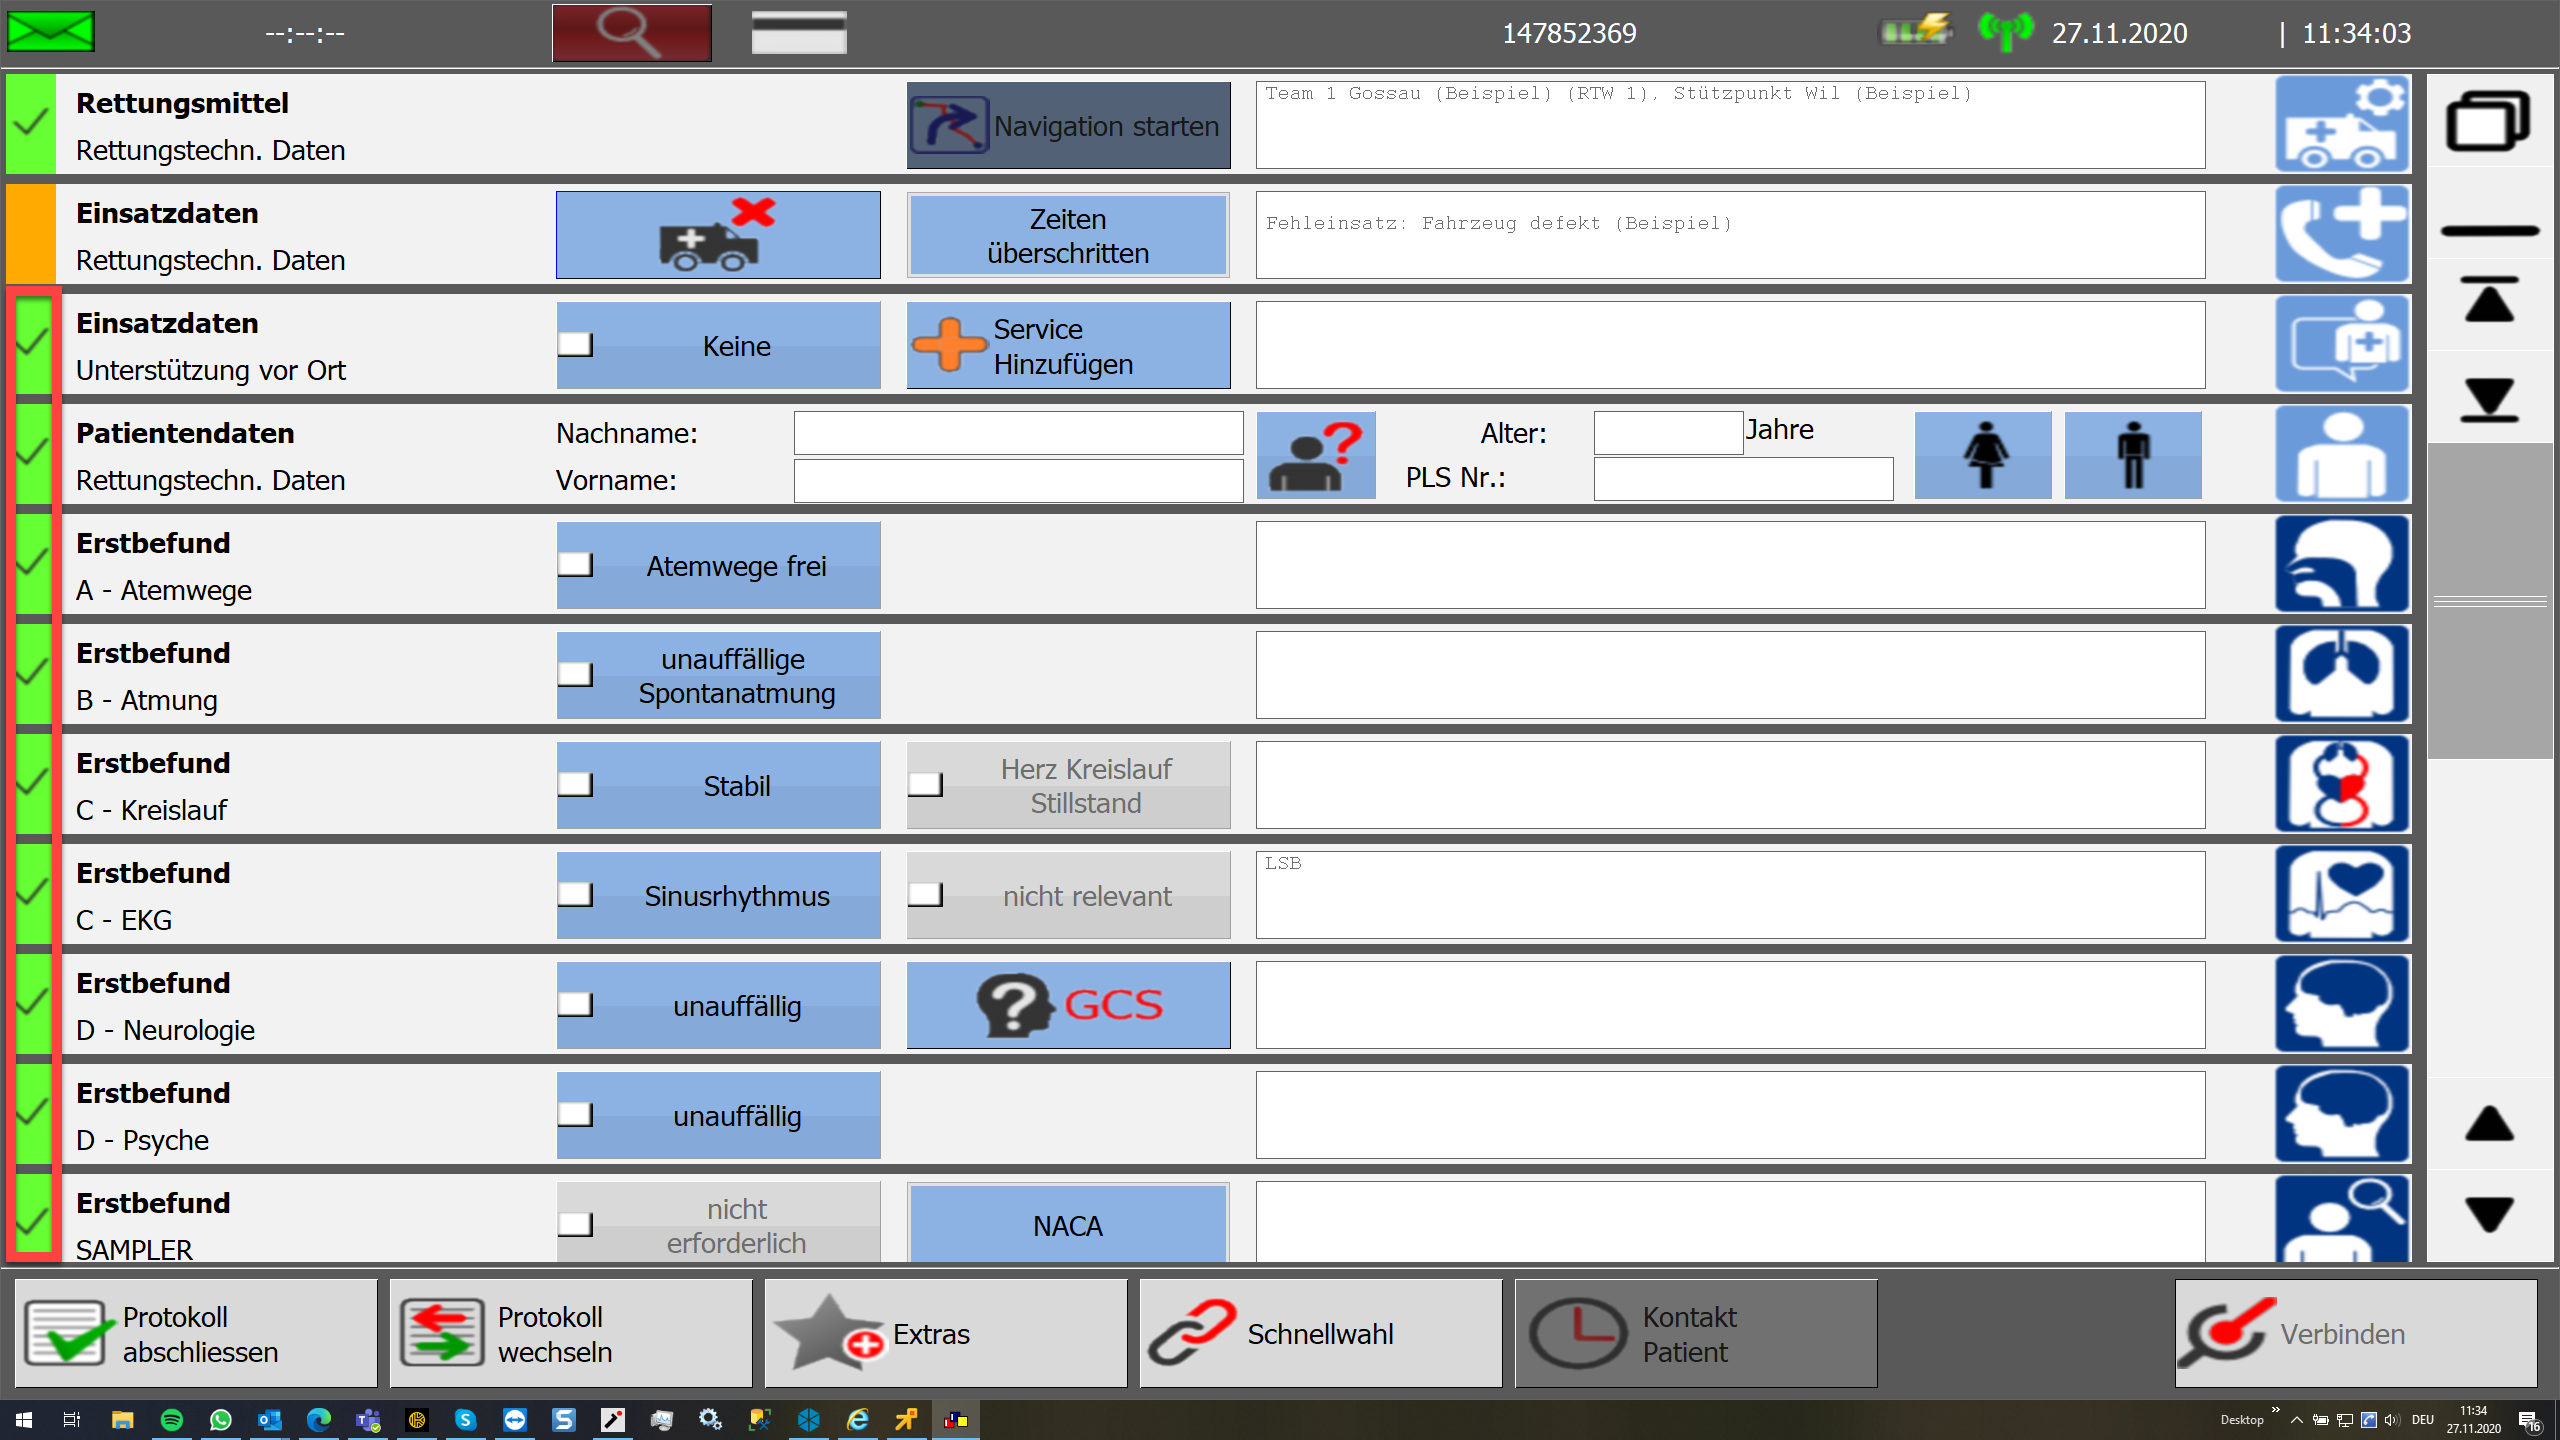 --:--:--
147852369
27.11.2020
| 11:34:03
Rettungsmittel
Rettungstechn. Daten
Navigation starten
Team 1 Gossau (Beispiel) (RTW 1), Stützpunkt Wil (Beispiel)
Einsatzdaten
Rettungstechn. Daten
Zeiten
überschritten
Fehleinsatz: Fahrzeug defekt (Beispiel)
Einsatzdaten
Unterstützung vor Ort
Keine
Service
Hinzufügen
Patientendaten
Rettungstechn. Daten
Nachname:
Vorname:
Alter:
Jahre
PLS Nr.:
Erstbefund
A - Atemwege
Atemwege frei
Erstbefund
B - Atmung
unauffällige
Spontanatmung
Erstbefund
C - Kreislauf
Stabil
Herz Kreislauf
Stillstand
Erstbefund
C - EKG
Sinusrhythmus
nicht relevant
LSB
Erstbefund
D - Neurologie
unauffällig
GCS
Erstbefund
D - Psyche
unauffällig
Erstbefund
SAMPLER
nicht
erforderlich
NACA
Protokoll
abschliessen
Protokoll
wechseln
Extras
Schnellwahl
Kontakt
Patient
Verbinden
Desktop
DEU
11:34
27.11.2020
16